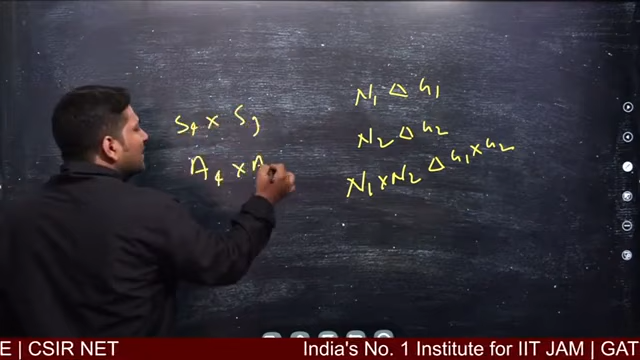 S4 x S3
A4 x A
N1 Δ G1
N2 Δ G2
N1 x N2 Δ G1 x G2
E | CSIR NET
India's No. 1 Institute for IIT JAM | GAT